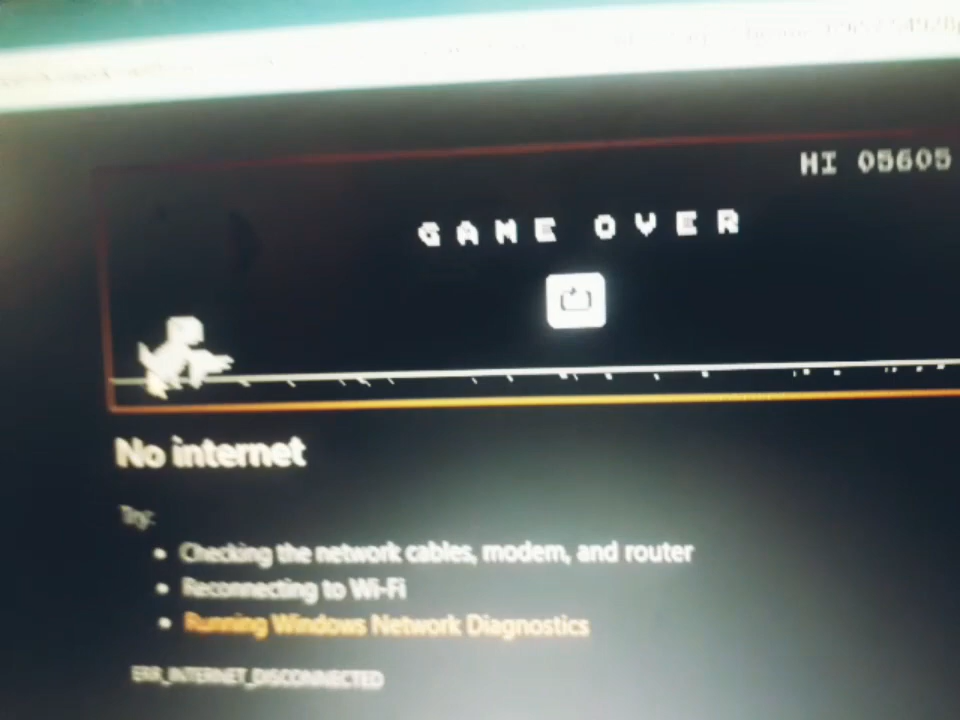 HI 05605
GAME OVER
No internet
Try:
Checking the network cables, modem, and router
Reconnecting to Wi-Fi
Running Windows Network Diagnostics
ERR_INTERNET_DISCONNECTED